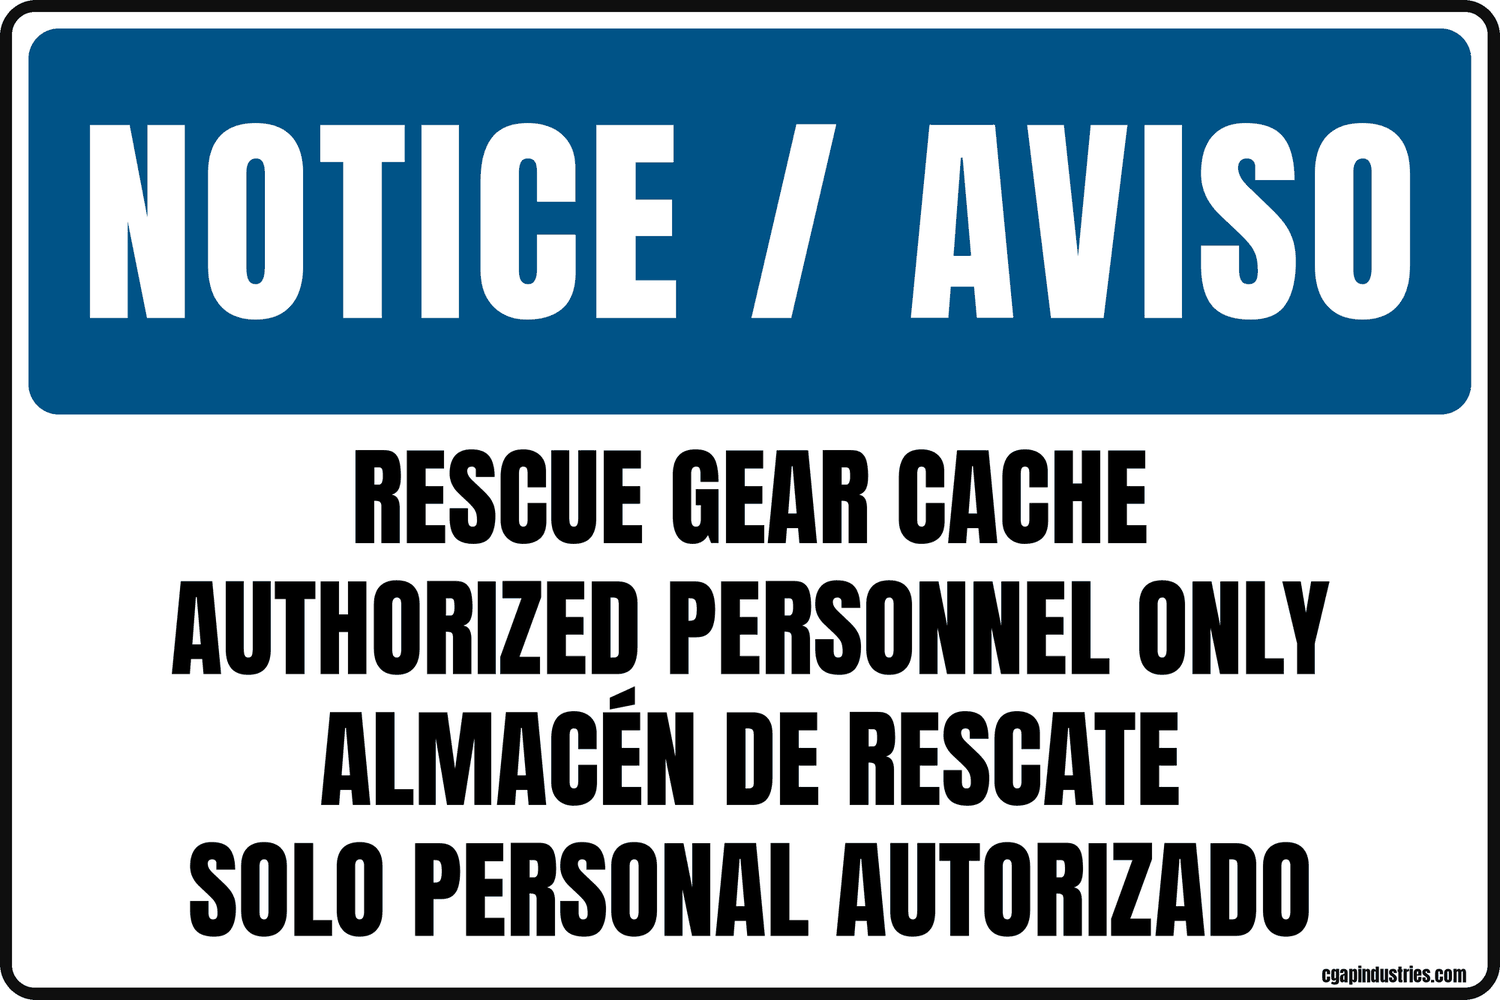 NOTICE / AVISO
RESCUE GEAR CACHE
AUTHORIZED PERSONNEL ONLY
ALMACÉN DE RESCATE
SOLO PERSONAL AUTORIZADO
cgapindustries.com